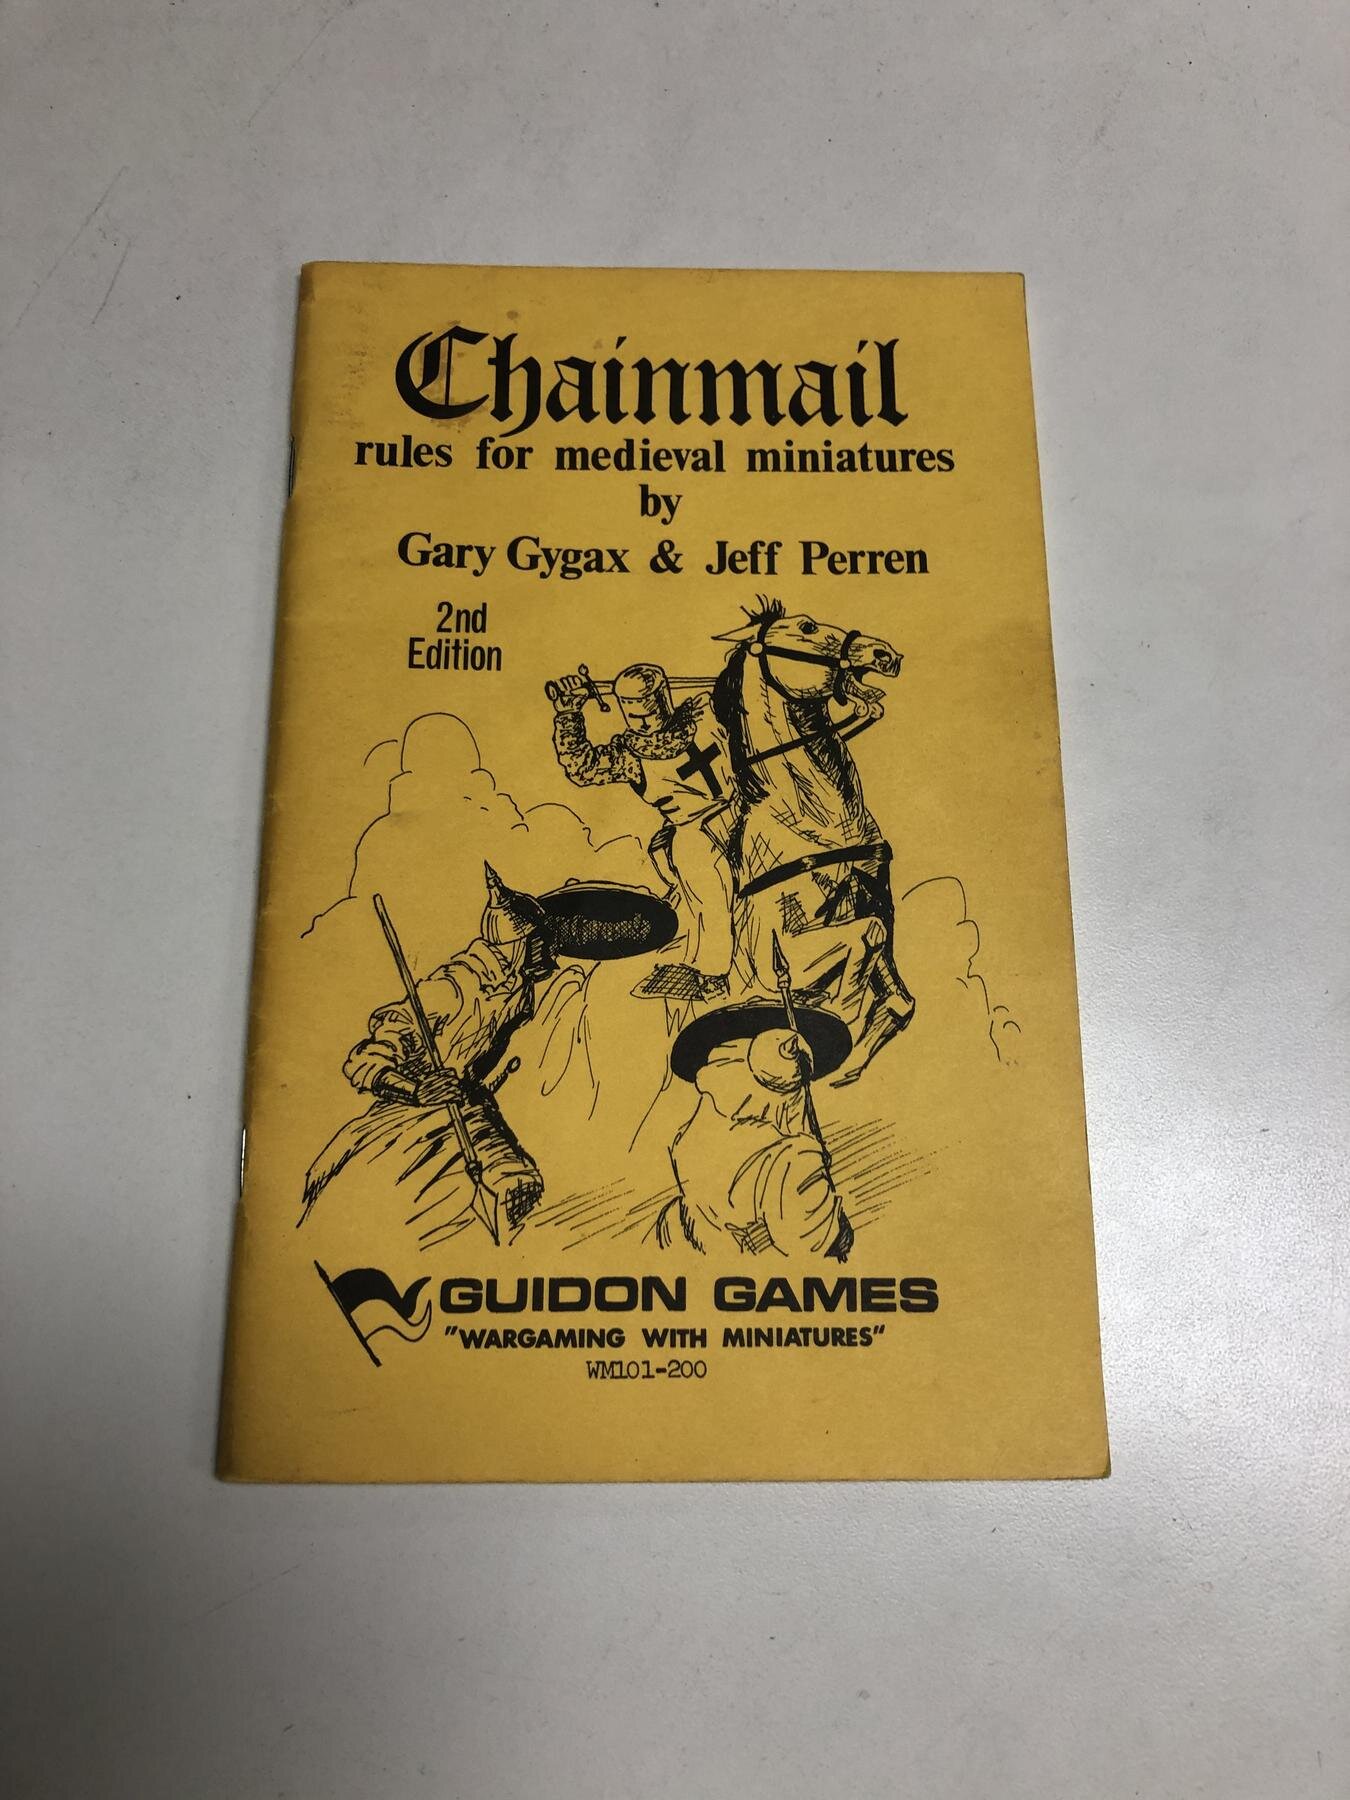 Chainmail
rules for medieval miniatures
by
Gary Gygax & Jeff Perren
2nd
Edition
GUIDON GAMES
"WARGAMING WITH MINIATURES"
WM101-200